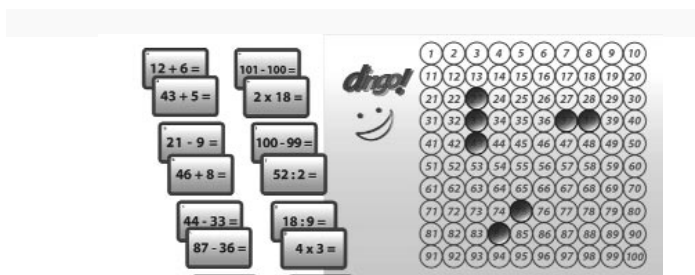 12 + 6 =
43 + 5 =
101 - 100 =
2 x 18 =
21 - 9 =
46 + 8 =
100 - 99 =
52 : 2 =
44 - 33 =
87 - 36 =
18 : 9 =
4 x 3 =
dingo!
1 2 3 4 5 6 7 8 9 10
11 12 13 14 15 16 17 18 19 20
21 22 24 25 26 27 28 29 30
31 32 34 35 36 39 40
41 42 44 45 46 47 48 49 50
51 52 53 54 55 56 57 58 59 60
61 62 63 64 65 66 67 68 69 70
71 72 73 74 76 77 78 79 80
81 82 83 85 86 87 88 89 90
91 92 93 94 95 96 97 98 99 100